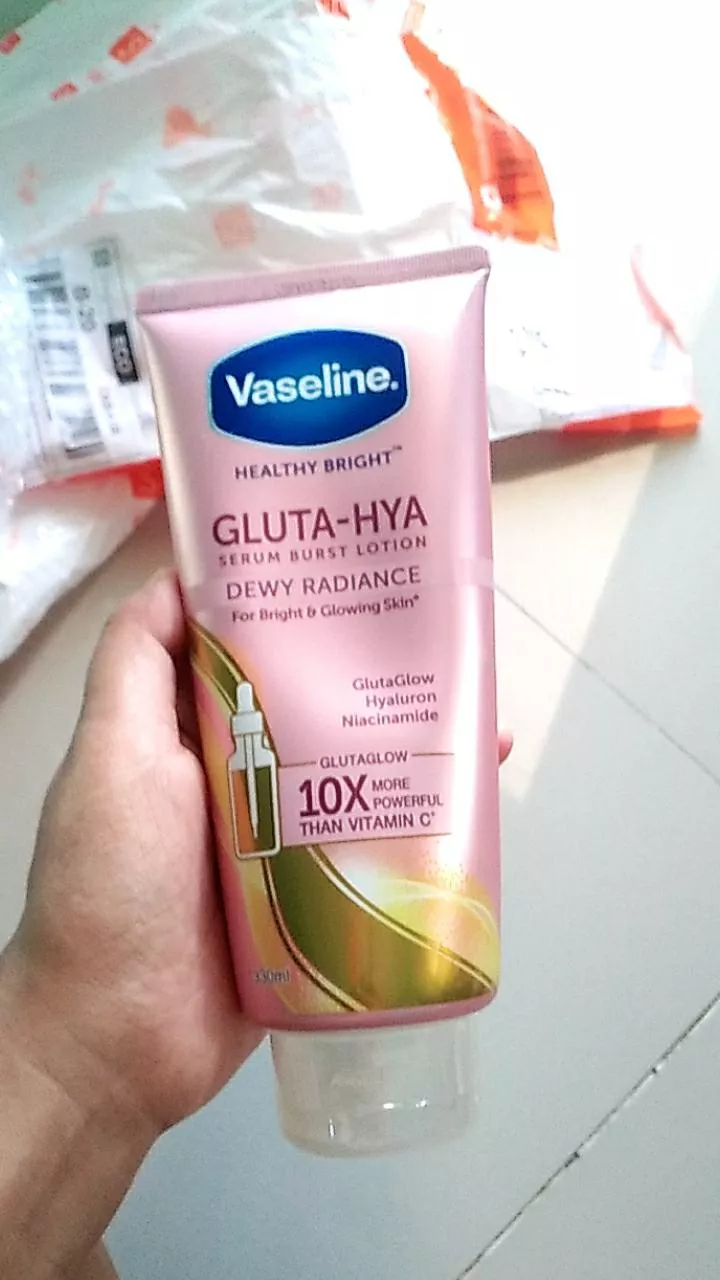 Vaseline.
HEALTHY BRIGHT™
GLUTA-HYA
SERUM BURST LOTION
DEWY RADIANCE
For Bright & Glowing Skin*
GlutaGlow
Hyaluron
Niacinamide
GLUTAGLOW
10X MORE
POWERFUL
THAN VITAMIN C*
330ml
ECO